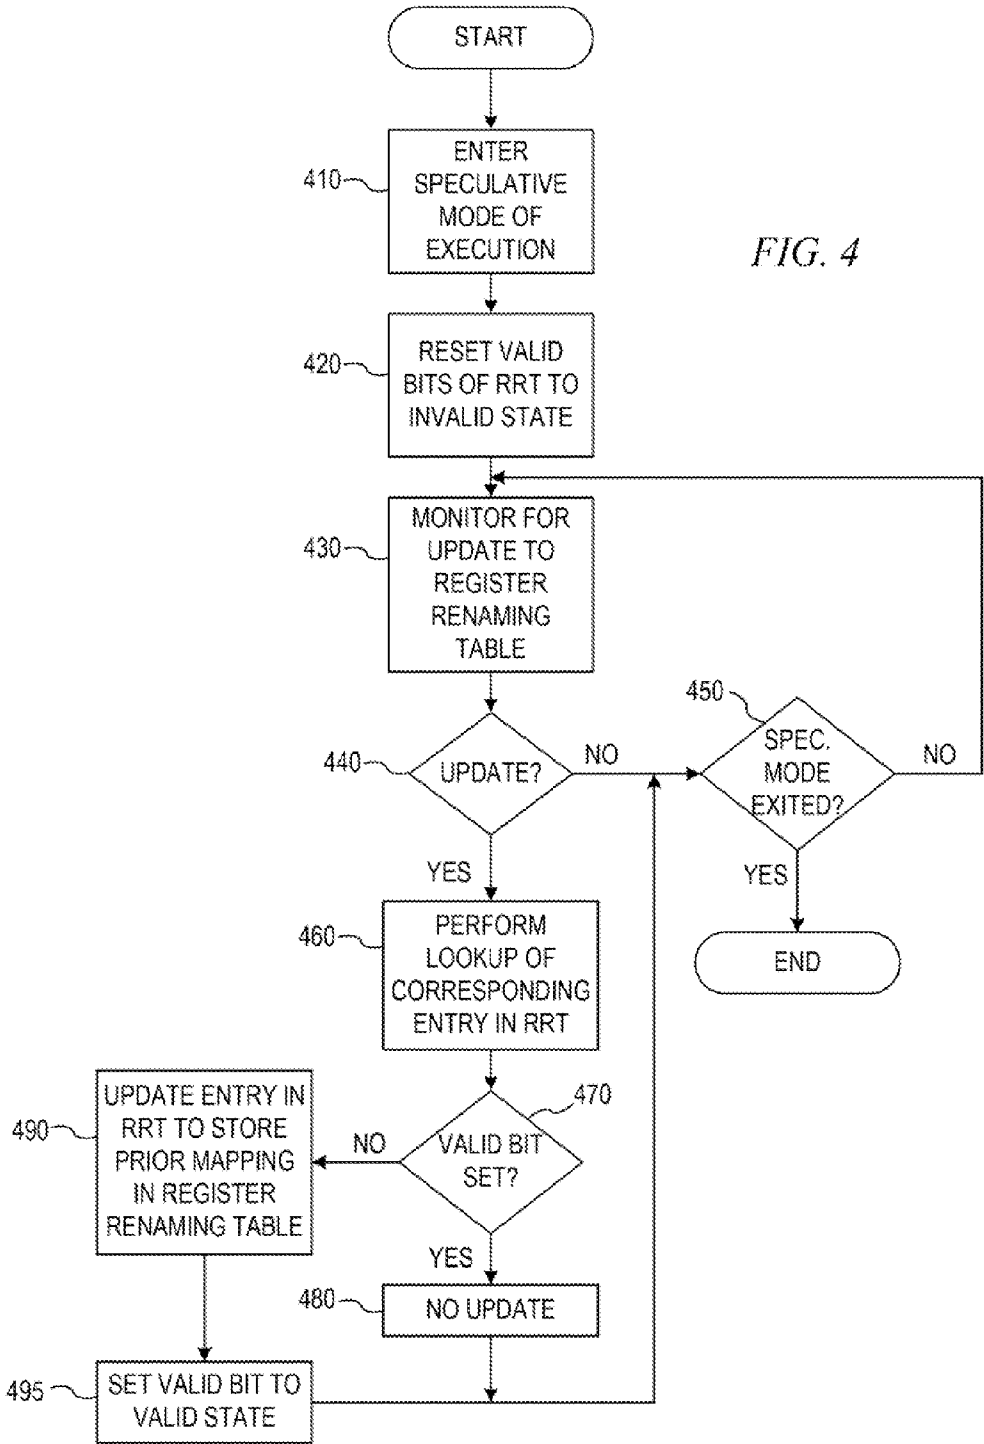 START
ENTER
SPECULATIVE
MODE OF
EXECUTION
410
FIG. 4
RESET VALID
BITS OF RRT TO
INVALID STATE
420
MONITOR FOR
UPDATE TO
REGISTER
RENAMING
TABLE
430
440
UPDATE?
NO
450
SPEC.
MODE
EXITED?
NO
YES
YES
END
460
PERFORM
LOOKUP OF
CORRESPONDING
ENTRY IN RRT
470
VALID BIT
SET?
NO
490
UPDATE ENTRY IN
RRT TO STORE
PRIOR MAPPING
IN REGISTER
RENAMING TABLE
YES
480
NO UPDATE
495
SET VALID BIT TO
VALID STATE